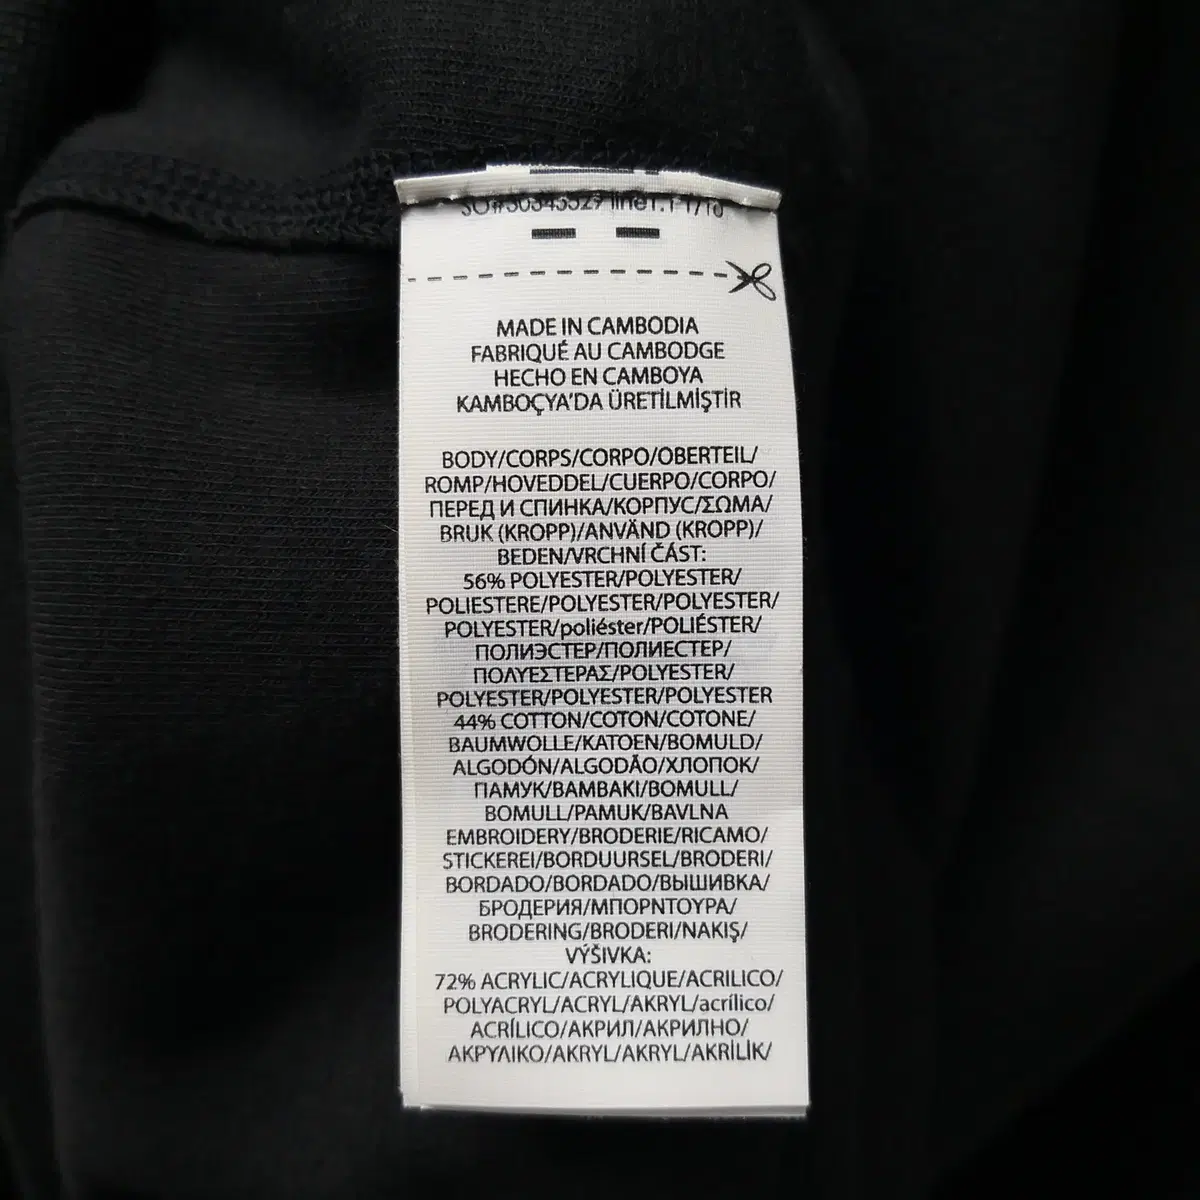 MADE IN CAMBODIA
FABRIQUÉ AU CAMBODGE
HECHO EN CAMBOYA
KAMBOÇYA'DA ÜRETİLMİŞTİR
BODY/CORPS/CORPO/OBERTEIL/
ROMP/HOVEDDEL/CUERPO/CORPO/
ПЕРЕД И СПИНКА/КОРПУС/ΣΩΜΑ/
BRUK (KROPP)/ANVÄND (KROPP)/
BEDEN/VRCHNÍ ČÁST:
56% POLYESTER/POLYESTER/
POLIESTERE/POLYESTER/POLYESTER/
POLYESTER/poliéster/POLIÉSTER/
ПОЛИЭСТЕР/ПОЛИЕСТЕР/
ΠΟΛΥΕΣΤΕΡΑΣ/POLYESTER/
POLYESTER/POLYESTER/POLYESTER
44% COTTON/COTON/COTONE/
BAUMWOLLE/KATOEN/BOMULD/
ALGODÓN/ALGODÃO/ХЛОПОК/
ПАМУК/ΒΑΜΒΑΚΙ/BOMULL/
BOMULL/PAMUK/BAVLNA
EMBROIDERY/BRODERIE/RICAMO/
STICKEREI/BORDUURSEL/BRODERI/
BORDADO/BORDADO/ВЫШИВКА/
БРОДЕРИЯ/ΜΠΟΡΝΤΟΥΡΑ/
BRODERING/BRODERI/NAKIŞ/
VÝŠIVKA:
72% ACRYLIC/ACRYLIQUE/ACRILICO/
POLYACRYL/ACRYL/AKRYL/acrílico/
ACRÍLICO/АКРИЛ/АКРИЛНО/
ΑΚΡΥΛΙΚΟ/AKRYL/AKRYL/AKRİLİK/